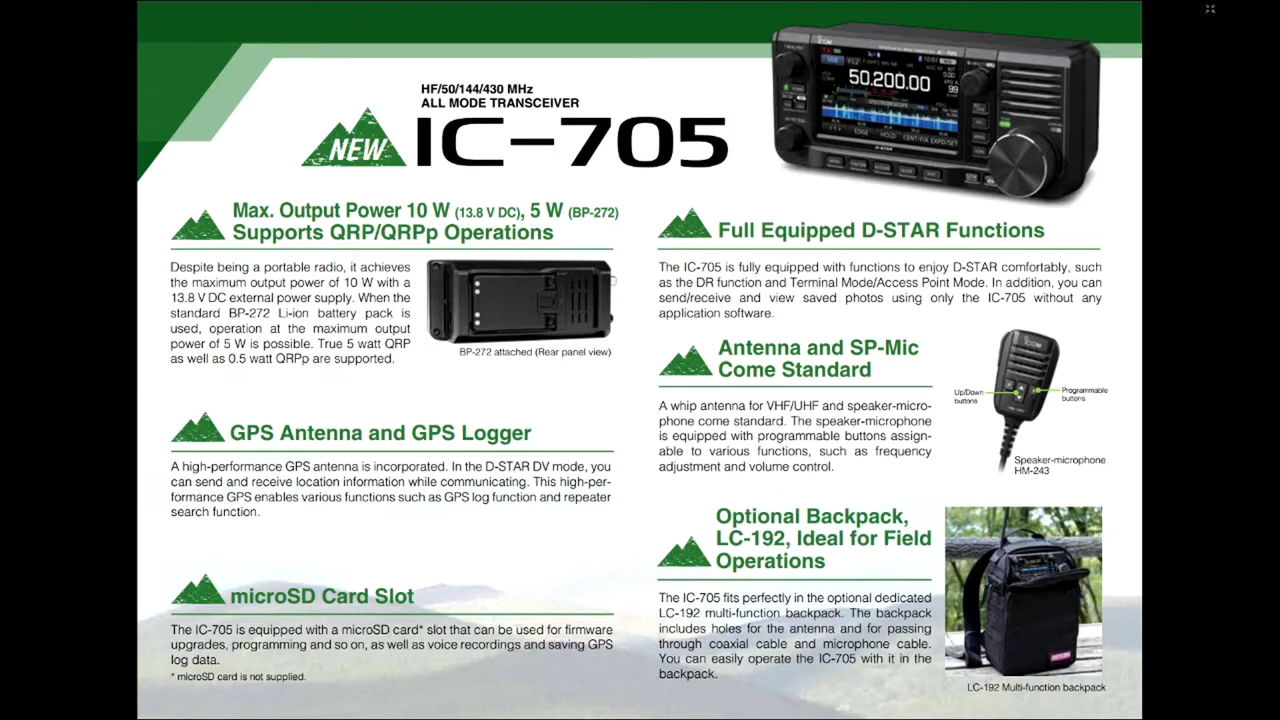 HF/50/144/430 MHz
ALL MODE TRANSCEIVER
NEW
IC-705
ICOM
50.200.00
SPECTRUM SCOPE
EDGE HOLD CENT/FIX EXPD/SET
D-STAR
Max. Output Power 10 W (13.8 V DC), 5 W (BP-272)
Supports QRP/QRPp Operations
Despite being a portable radio, it achieves
the maximum output power of 10 W with a
13.8 V DC external power supply. When the
standard BP-272 Li-ion battery pack is
used, operation at the maximum output
power of 5 W is possible. True 5 watt QRP
as well as 0.5 watt QRPp are supported.
BP-272 attached (Rear panel view)
GPS Antenna and GPS Logger
A high-performance GPS antenna is incorporated. In the D-STAR DV mode, you
can send and receive location information while communicating. This high-per-
formance GPS enables various functions such as GPS log function and repeater
search function.
microSD Card Slot
The IC-705 is equipped with a microSD card* slot that can be used for firmware
upgrades, programming and so on, as well as voice recordings and saving GPS
log data.
* microSD card is not supplied.
Full Equipped D-STAR Functions
The IC-705 is fully equipped with functions to enjoy D-STAR comfortably, such
as the DR function and Terminal Mode/Access Point Mode. In addition, you can
send/receive and view saved photos using only the IC-705 without any
application software.
Antenna and SP-Mic
Come Standard
A whip antenna for VHF/UHF and speaker-micro-
phone come standard. The speaker-microphone
is equipped with programmable buttons assign-
able to various functions, such as frequency
adjustment and volume control.
ICOM
Up/Down
buttons
Programmable
buttons
Speaker-microphone
HM-243
Optional Backpack,
LC-192, Ideal for Field
Operations
The IC-705 fits perfectly in the optional dedicated
LC-192 multi-function backpack. The backpack
includes holes for the antenna and for passing
through coaxial cable and microphone cable.
You can easily operate the IC-705 with it in the
backpack.
LC-192 Multi-function backpack